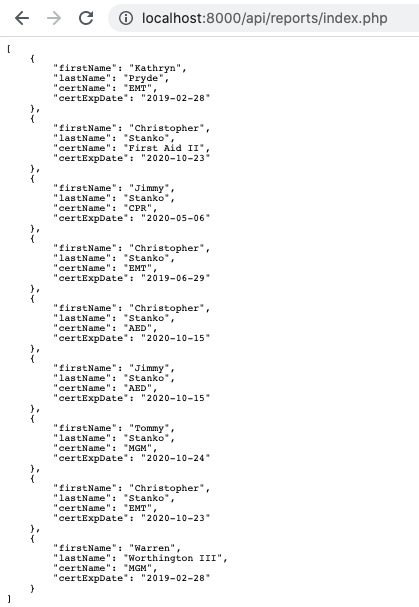 localhost:8000/api/reports/index.php
[
    {
        "firstName": "Kathryn",
        "lastName": "Pryde",
        "certName": "EMT",
        "certExpDate": "2019-02-28"
    },
    {
        "firstName": "Christopher",
        "lastName": "Stanko",
        "certName": "First Aid II",
        "certExpDate": "2020-10-23"
    },
    {
        "firstName": "Jimmy",
        "lastName": "Stanko",
        "certName": "CPR",
        "certExpDate": "2020-05-06"
    },
    {
        "firstName": "Christopher",
        "lastName": "Stanko",
        "certName": "EMT",
        "certExpDate": "2019-06-29"
    },
    {
        "firstName": "Christopher",
        "lastName": "Stanko",
        "certName": "AED",
        "certExpDate": "2020-10-15"
    },
    {
        "firstName": "Jimmy",
        "lastName": "Stanko",
        "certName": "AED",
        "certExpDate": "2020-10-15"
    },
    {
        "firstName": "Tommy",
        "lastName": "Stanko",
        "certName": "MGM",
        "certExpDate": "2020-10-24"
    },
    {
        "firstName": "Christopher",
        "lastName": "Stanko",
        "certName": "EMT",
        "certExpDate": "2020-10-23"
    },
    {
        "firstName": "Warren",
        "lastName": "Worthington III",
        "certName": "MGM",
        "certExpDate": "2019-02-28"
    }
]